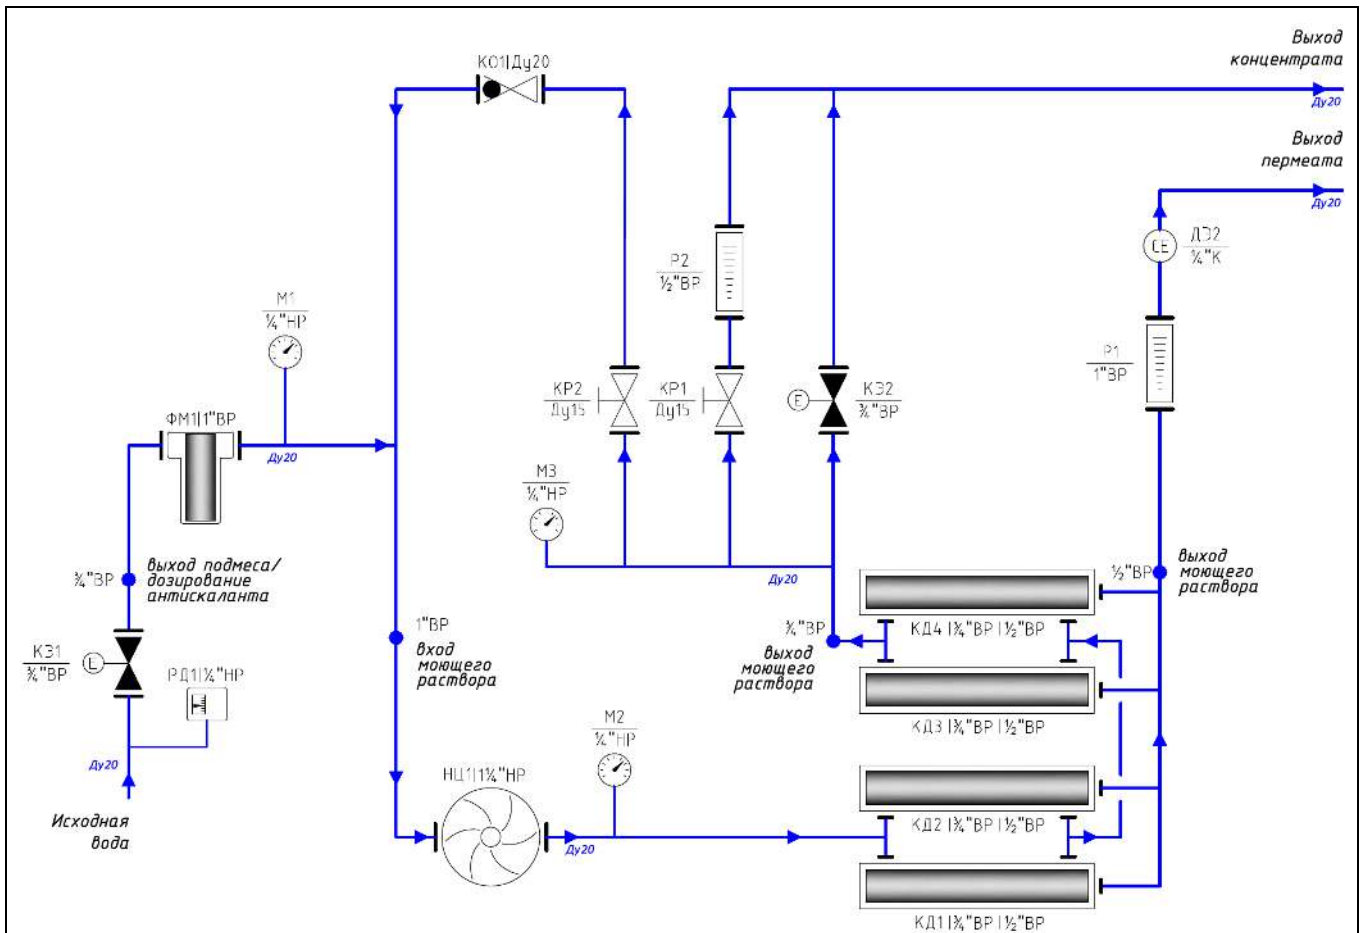 Выход
концентрата
Ду20
КО1|Ду20
Выход
пермеата
Ду20
ДЭ2
¾"К
CE
Р2
½"ВР
М1
¼"НР
Р1
1"ВР
КР2
Ду15
КР1
Ду15
E
КЭ2
¾"ВР
ФМ1|1"ВР
Ду20
М3
¼"НР
¾"ВР
выход подмеса/
дозирование
антискаланта
Ду20
½"ВР
выход
моющего
раствора
1"ВР
вход
моющего
раствора
¾"ВР
выход
моющего
раствора
КД4|¾"ВР|½"ВР
КЭ1
¾"ВР
E
РД1|¼"НР
КД3|¾"ВР|½"ВР
М2
¼"НР
Ду20
НЦ1|1¼"НР
Исходная
вода
Ду20
КД2|¾"ВР|½"ВР
КД1|¾"ВР|½"ВР